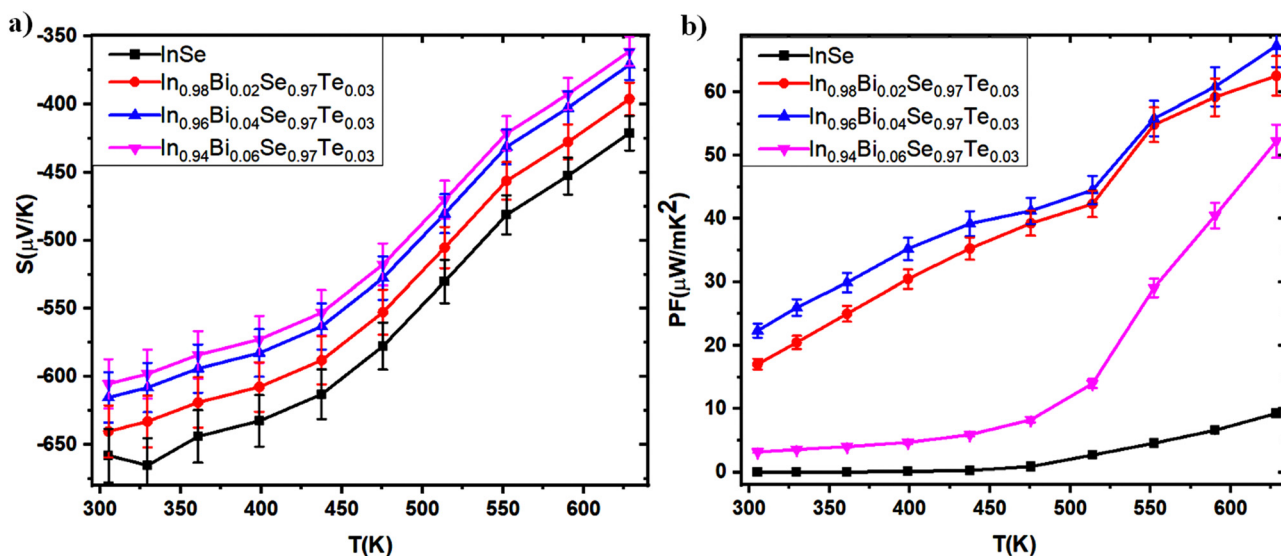 a)
-350
-400
-450
-500
-550
-600
-650
S(μV/K)
InSe
In0.98Bi0.02Se0.97Te0.03
In0.96Bi0.04Se0.97Te0.03
In0.94Bi0.06Se0.97Te0.03
300 350 400 450 500 550 600
T(K)
b)
60
50
40
30
20
10
0
PF(μW/mK²)
InSe
In0.98Bi0.02Se0.97Te0.03
In0.96Bi0.04Se0.97Te0.03
In0.94Bi0.06Se0.97Te0.03
300 350 400 450 500 550 600
T(K)